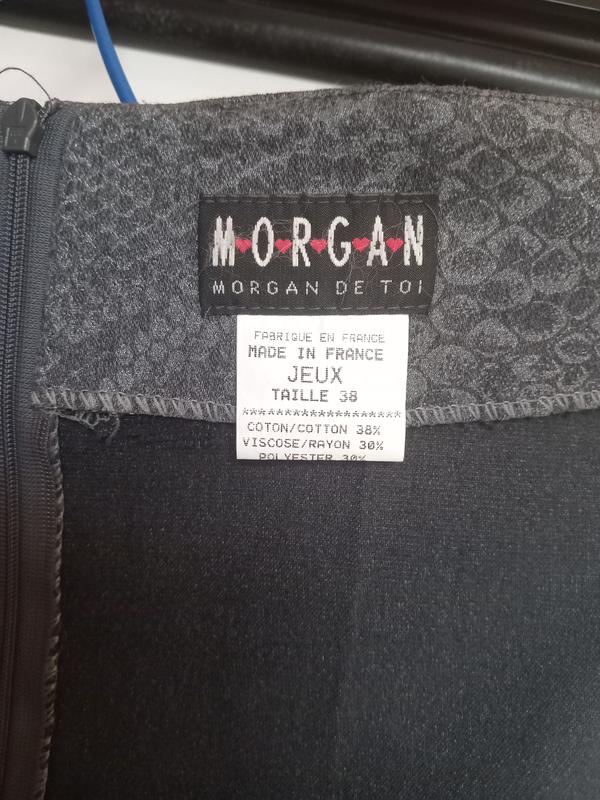 M♥O♥R♥G♥A♥N
MORGAN DE TOI
FABRIQUE EN FRANCE
MADE IN FRANCE
JEUX
TAILLE 38
********************
COTON/COTTON 38%
VISCOSE/RAYON 30%
POLYESTER 30%